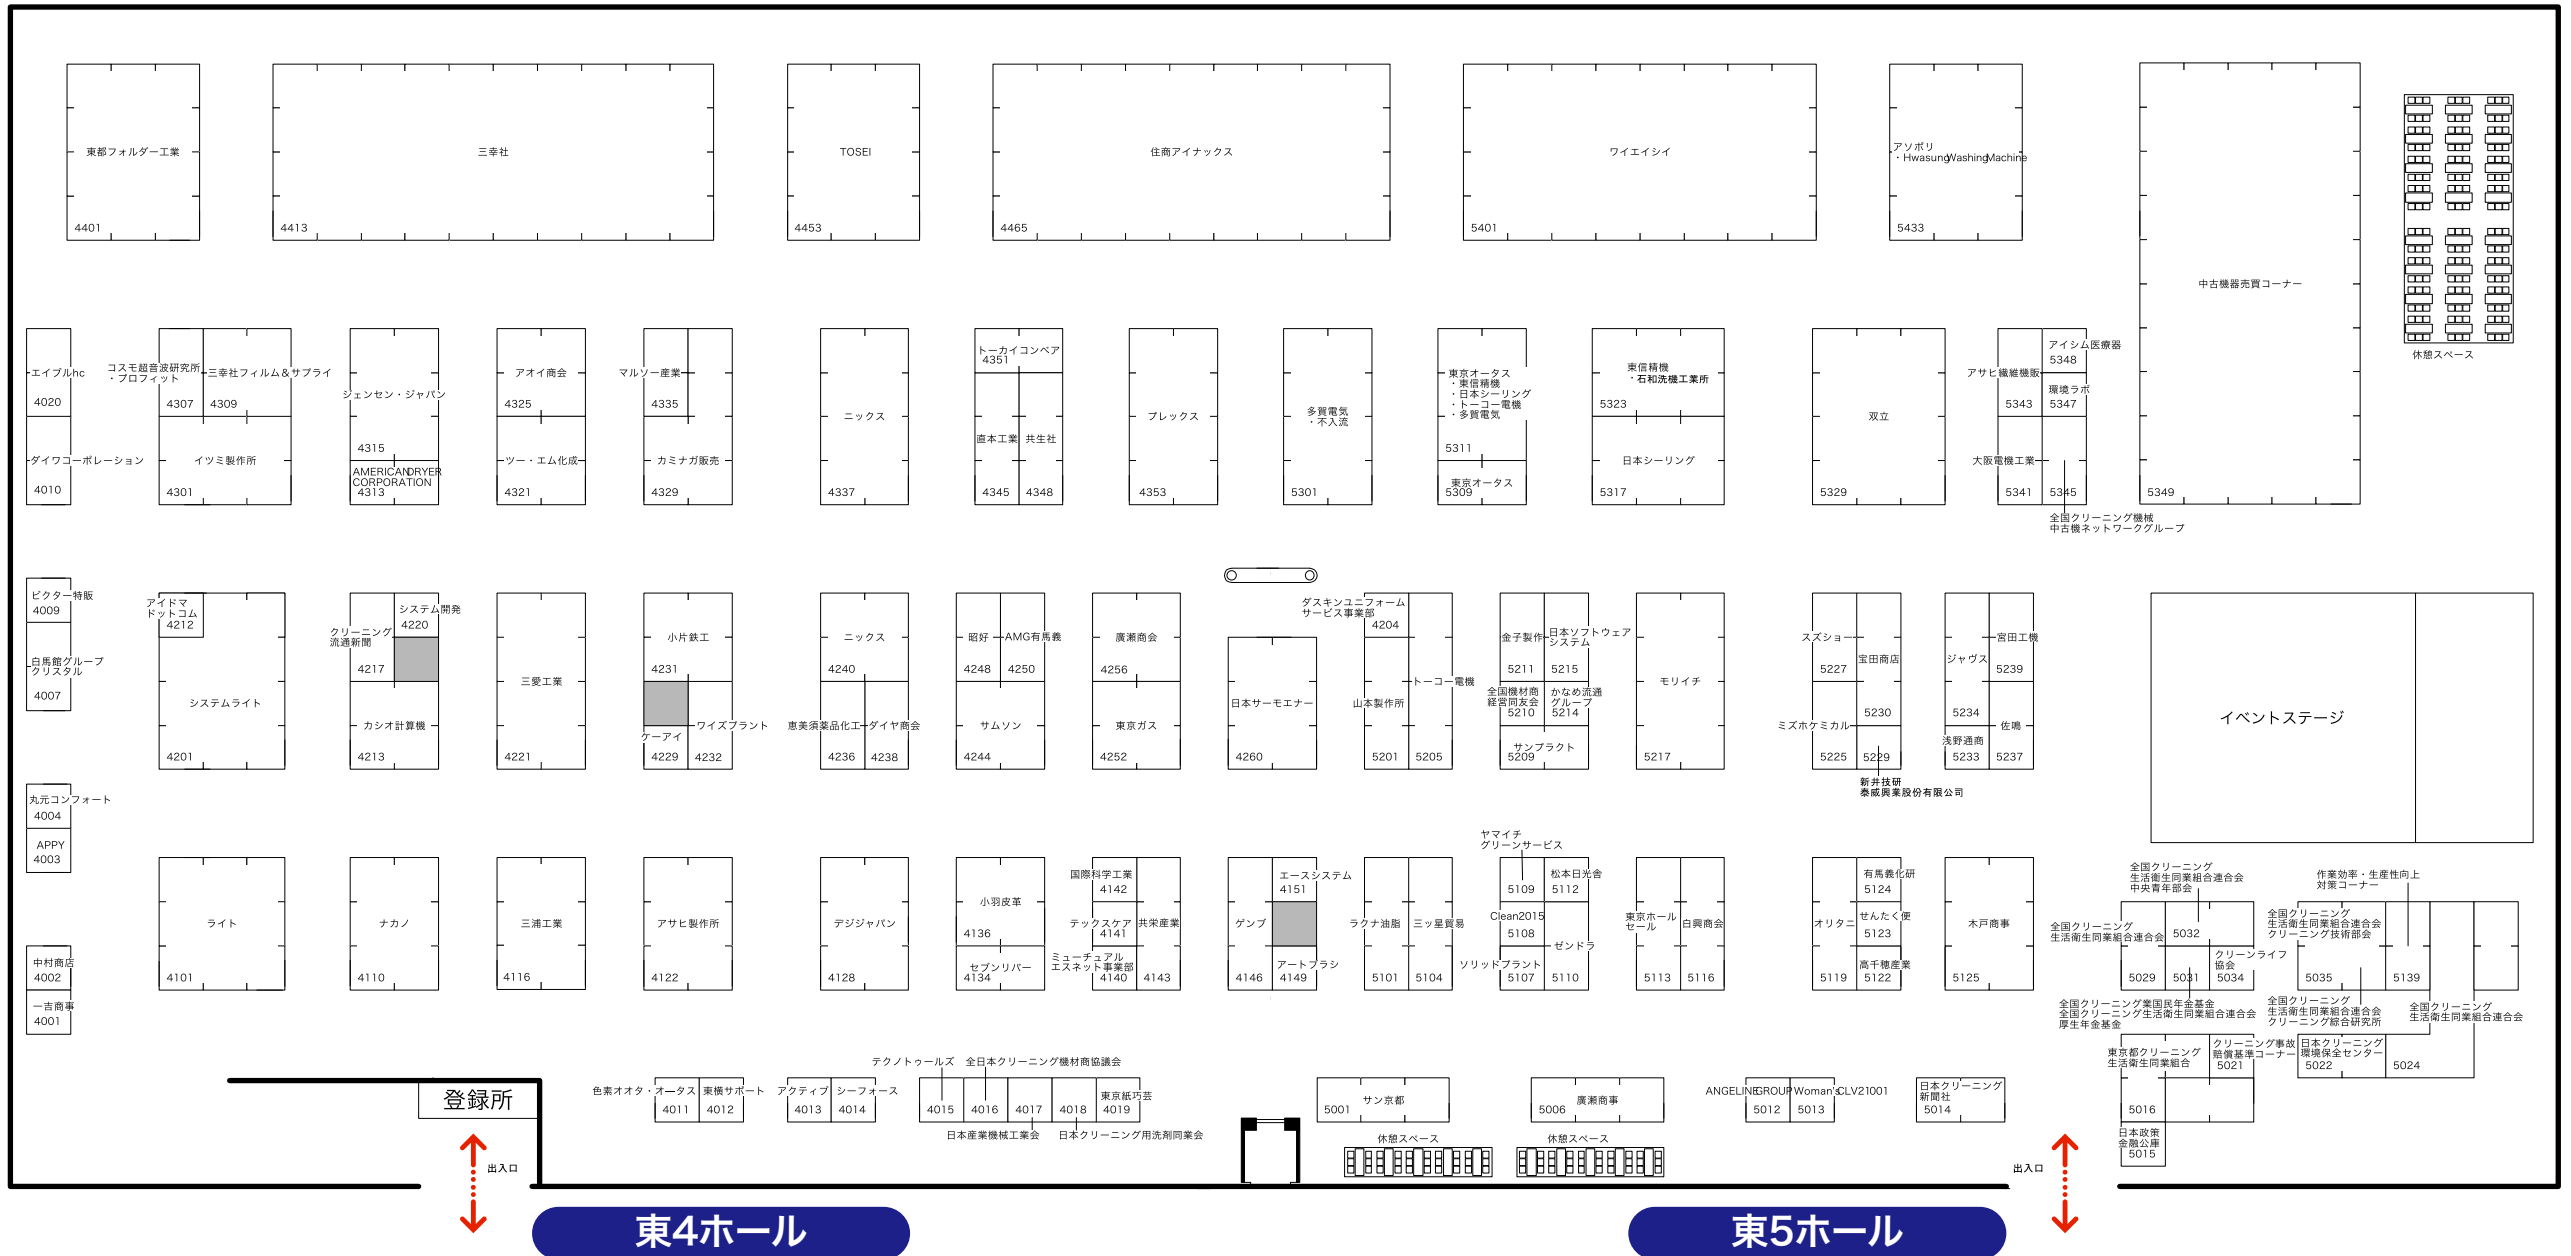 東都フォルダー工業
4401
三幸社
4413
TOSEI
4453
住商アイナックス
4465
ワイエイシイ
5401
アソボリ
・HwasungWashingMachine
5433
中古機器売買コーナー
5349
休憩スペース
エイブルhc
4020
ダイワコーポレーション
4010
コスモ超音波研究所
・プロフィット
4307
三幸社フィルム&サプライ
4309
イツミ製作所
4301
ジェンセン・ジャパン
4315
AMERICANDRYER
CORPORATION
4313
アオイ商会
4325
ツー・エム化成
4321
マルソー産業
4335
カミナガ販売
4329
ニックス
4337
トーカイコンベア
4351
直本工業
4345
共生社
4348
プレックス
4353
多賀電気
・不入流
5301
東京オータス
・東信精機
・日本シーリング
・トーコー電機
・多賀電気
5311
東京オータス
5309
東信精機
・石和洗機工業所
5323
日本シーリング
5317
双立
5329
アイシム医療器
5348
アサヒ繊維機販
5343
環境ラボ
5347
大阪電機工業
5341
5345
全国クリーニング機械
中古機ネットワークグループ
ビクター特販
4009
白馬館グループ
クリスタル
4007
アイドマ
ドットコム
4212
システムライト
4201
システム開発
4220
クリーニング
流通新聞
4217
カシオ計算機
4213
三愛工業
4221
小片鉄工
4231
ケーアイ
4229
ワイズプラント
4232
ニックス
4240
恵美須薬品化工
4236
ダイヤ商会
4238
昭好
4248
AMG有馬義
4250
サムソン
4244
廣瀬商会
4256
東京ガス
4252
日本サーモエナー
4260
ダスキンユニフォーム
サービス事業部
4204
山本製作所
5201
トーコー電機
5205
金子製作
5211
日本ソフトウェア
システム
5215
全国機材商
経営同友会
5210
かなめ流通
グループ
5214
サンプラクト
5209
モリイチ
5217
スズショー
5227
宝田商店
5230
ミズホケミカル
5225
5229
新井技研
泰威興業股份有限公司
ジャヴス
5234
宮田工機
5239
浅野通商
5233
佐鳴
5237
イベントステージ
丸元コンフォート
4004
APPY
4003
中村商店
4002
一吉商事
4001
ライト
4101
ナカノ
4110
三浦工業
4116
アサヒ製作所
4122
デジジャパン
4128
小羽皮革
4136
セブンリバー
4134
国際科学工業
4142
テックスケア
4141
ミューチュアル
エスネット事業部
4140
共栄産業
4143
ゲンブ
4146
エースシステム
4151
アートブラシ
4149
ラクナ油脂
5101
三ッ星貿易
5104
ヤマイチ
グリーンサービス
5109
松本日光舎
5112
Clean2015
5108
ソリッドプラント
5107
ゼンドラ
5110
東京ホール
セール
5113
白興商会
5116
オリタニ
5119
有馬義化研
5124
せんたく便
5123
高千穂産業
5122
木戸商事
5125
全国クリーニング
生活衛生同業組合連合会
中央青年部会
5032
全国クリーニング
生活衛生同業組合連合会
5029
5031
クリーンライフ
協会
5034
全国クリーニング業国民年金基金
全国クリーニング生活衛生同業組合連合会
厚生年金基金
作業効率・生産性向上
対策コーナー
5139
全国クリーニング
生活衛生同業組合連合会
クリーニング技術部会
5035
全国クリーニング
生活衛生同業組合連合会
クリーニング綜合研究所
全国クリーニング
生活衛生同業組合連合会
5024
東京都クリーニング
生活衛生同業組合
5016
クリーニング事故
賠償基準コーナー
5021
日本クリーニング
環境保全センター
5022
日本政策
金融公庫
5015
登録所
出入口
色素オオタ・オータス
4011
東横サポート
4012
アクティブ
4013
シーフォース
4014
テクノトゥールズ
4015
全日本クリーニング機材商協議会
4016
4017
日本産業機械工業会
4018
日本クリーニング用洗剤同業会
東京紙巧芸
4019
サン京都
5001
廣瀬商事
5006
ANGELINEGROUP
5012
Woman'sCLV21001
5013
日本クリーニング
新聞社
5014
休憩スペース
休憩スペース
出入口
東4ホール
東5ホール